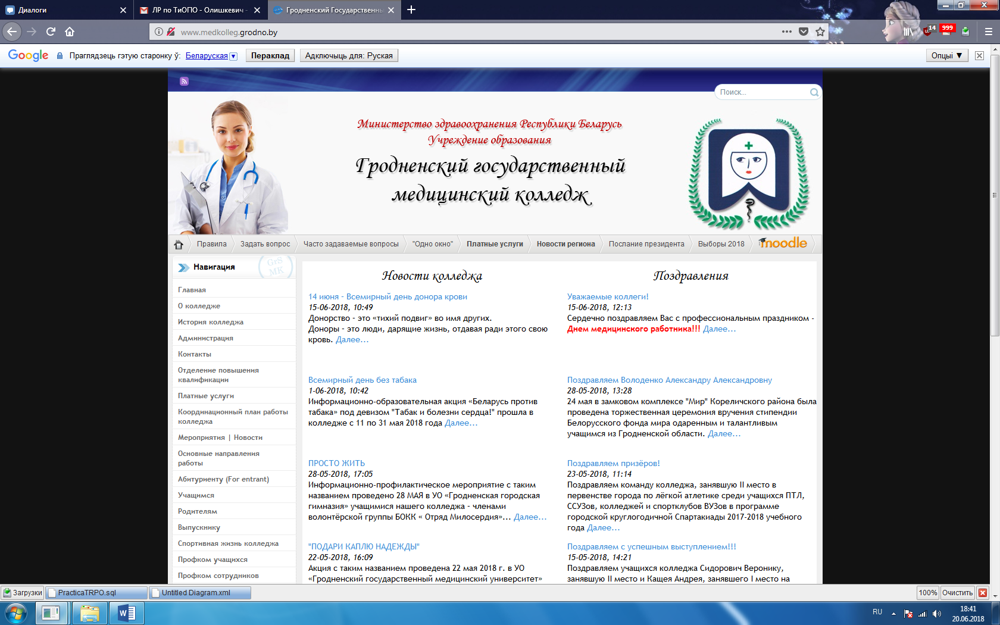 Диалоги
ЛР по ТиОПО - Олишкевич -
Гродненский Государственны
www.medkolleg.grodno.by
14
999
Google Праглядзець гэтую старонку ў: Беларуская Пераклад Адключыць для: Руская Опцыі ▼
Поиск...
Министерство здравоохранения Республики Беларусь
Учреждение образования
Гродненский государственный
медицинский колледж
Правила Задать вопрос Часто задаваемые вопросы "Одно окно" Платные услуги Новости региона Послание президента Выборы 2018 moodle
Навигация
GrS
MK
Главная
О колледже
История колледжа
Администрация
Контакты
Отделение повышения
квалификации
Платные услуги
Координационный план работы
колледжа
Мероприятия | Новости
Основные направления
работы
Абитуриенту (For entrant)
Учащимся
Родителям
Выпускнику
Спортивная жизнь колледжа
Профком учащихся
Профком сотрудников
Новости колледжа
14 июня - Всемирный день донора крови
15-06-2018, 10:49
Донорство - это «тихий подвиг» во имя других.
Доноры - это люди, дарящие жизнь, отдавая ради этого свою
кровь. Далее...
Всемирный день без табака
1-06-2018, 10:42
Информационно-образовательная акция «Беларусь против
табака» под девизом "Табак и болезни сердца!" прошла в
колледже с 11 по 31 мая 2018 года Далее...
ПРОСТО ЖИТЬ
28-05-2018, 17:05
Информационно-профилактическое мероприятие с таким
названием проведено 28 МАЯ в УО «Гродненская городская
гимназия» учащимися нашего колледжа - членами
волонтёрской группы БОКК « Отряд Милосердия»... Далее...
"ПОДАРИ КАПЛЮ НАДЕЖДЫ"
22-05-2018, 16:09
Акция с таким названием проведена 22 мая 2018 г. в УО
«Гродненский государственный медицинский университет»
Поздравления
Уважаемые коллеги!
15-06-2018, 12:13
Сердечно поздравляем Вас с профессиональным праздником -
Днем медицинского работника!!! Далее...
Поздравляем Володенко Александру Александровну
28-05-2018, 13:28
24 мая в замковом комплексе "Мир" Кореличского района была
проведена торжественная церемония вручения стипендии
Белорусского фонда мира одаренным и талантливым
учащимся из Гродненской области. Далее...
Поздравляем призёров!
23-05-2018, 11:14
Поздравляем команду колледжа, занявшую II место в
первенстве города по лёгкой атлетике среди учащихся ПТЛ,
ССУЗов, колледжей и спортклубов ВУЗов в программе
городской круглогодичной Спартакиады 2017-2018 учебного
года Далее...
Поздравляем с успешным выступлением!!!
15-05-2018, 14:21
Поздравляем учащихся колледжа Сидорович Веронику,
занявшую II место и Кащея Андрея, занявшего I место на
Загрузки PracticaTRPO.sql Untitled Diagram.xml 100% Очистить
RU
18:41
20.06.2018